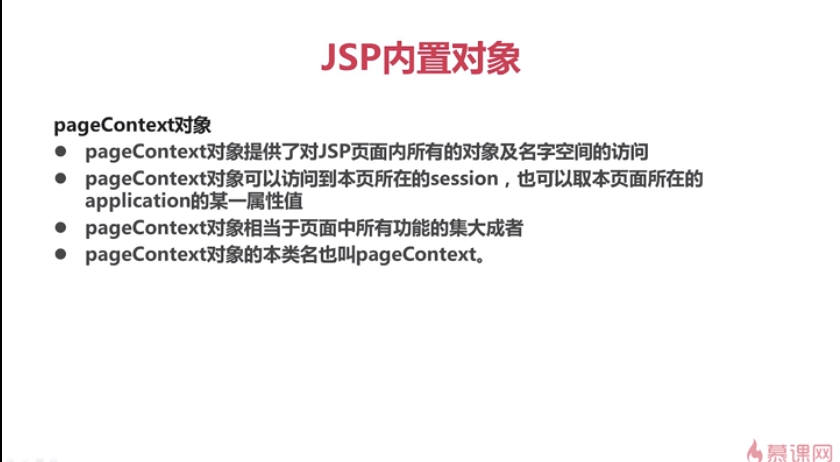 JSP内置对象
pageContext对象
● pageContext对象提供了对JSP页面内所有的对象及名字空间的访问
● pageContext对象可以访问到本页所在的session，也可以取本页面所在的
application的某一属性值
● pageContext对象相当于页面中所有功能的集大成者
● pageContext对象的本类名也叫pageContext。
慕课网